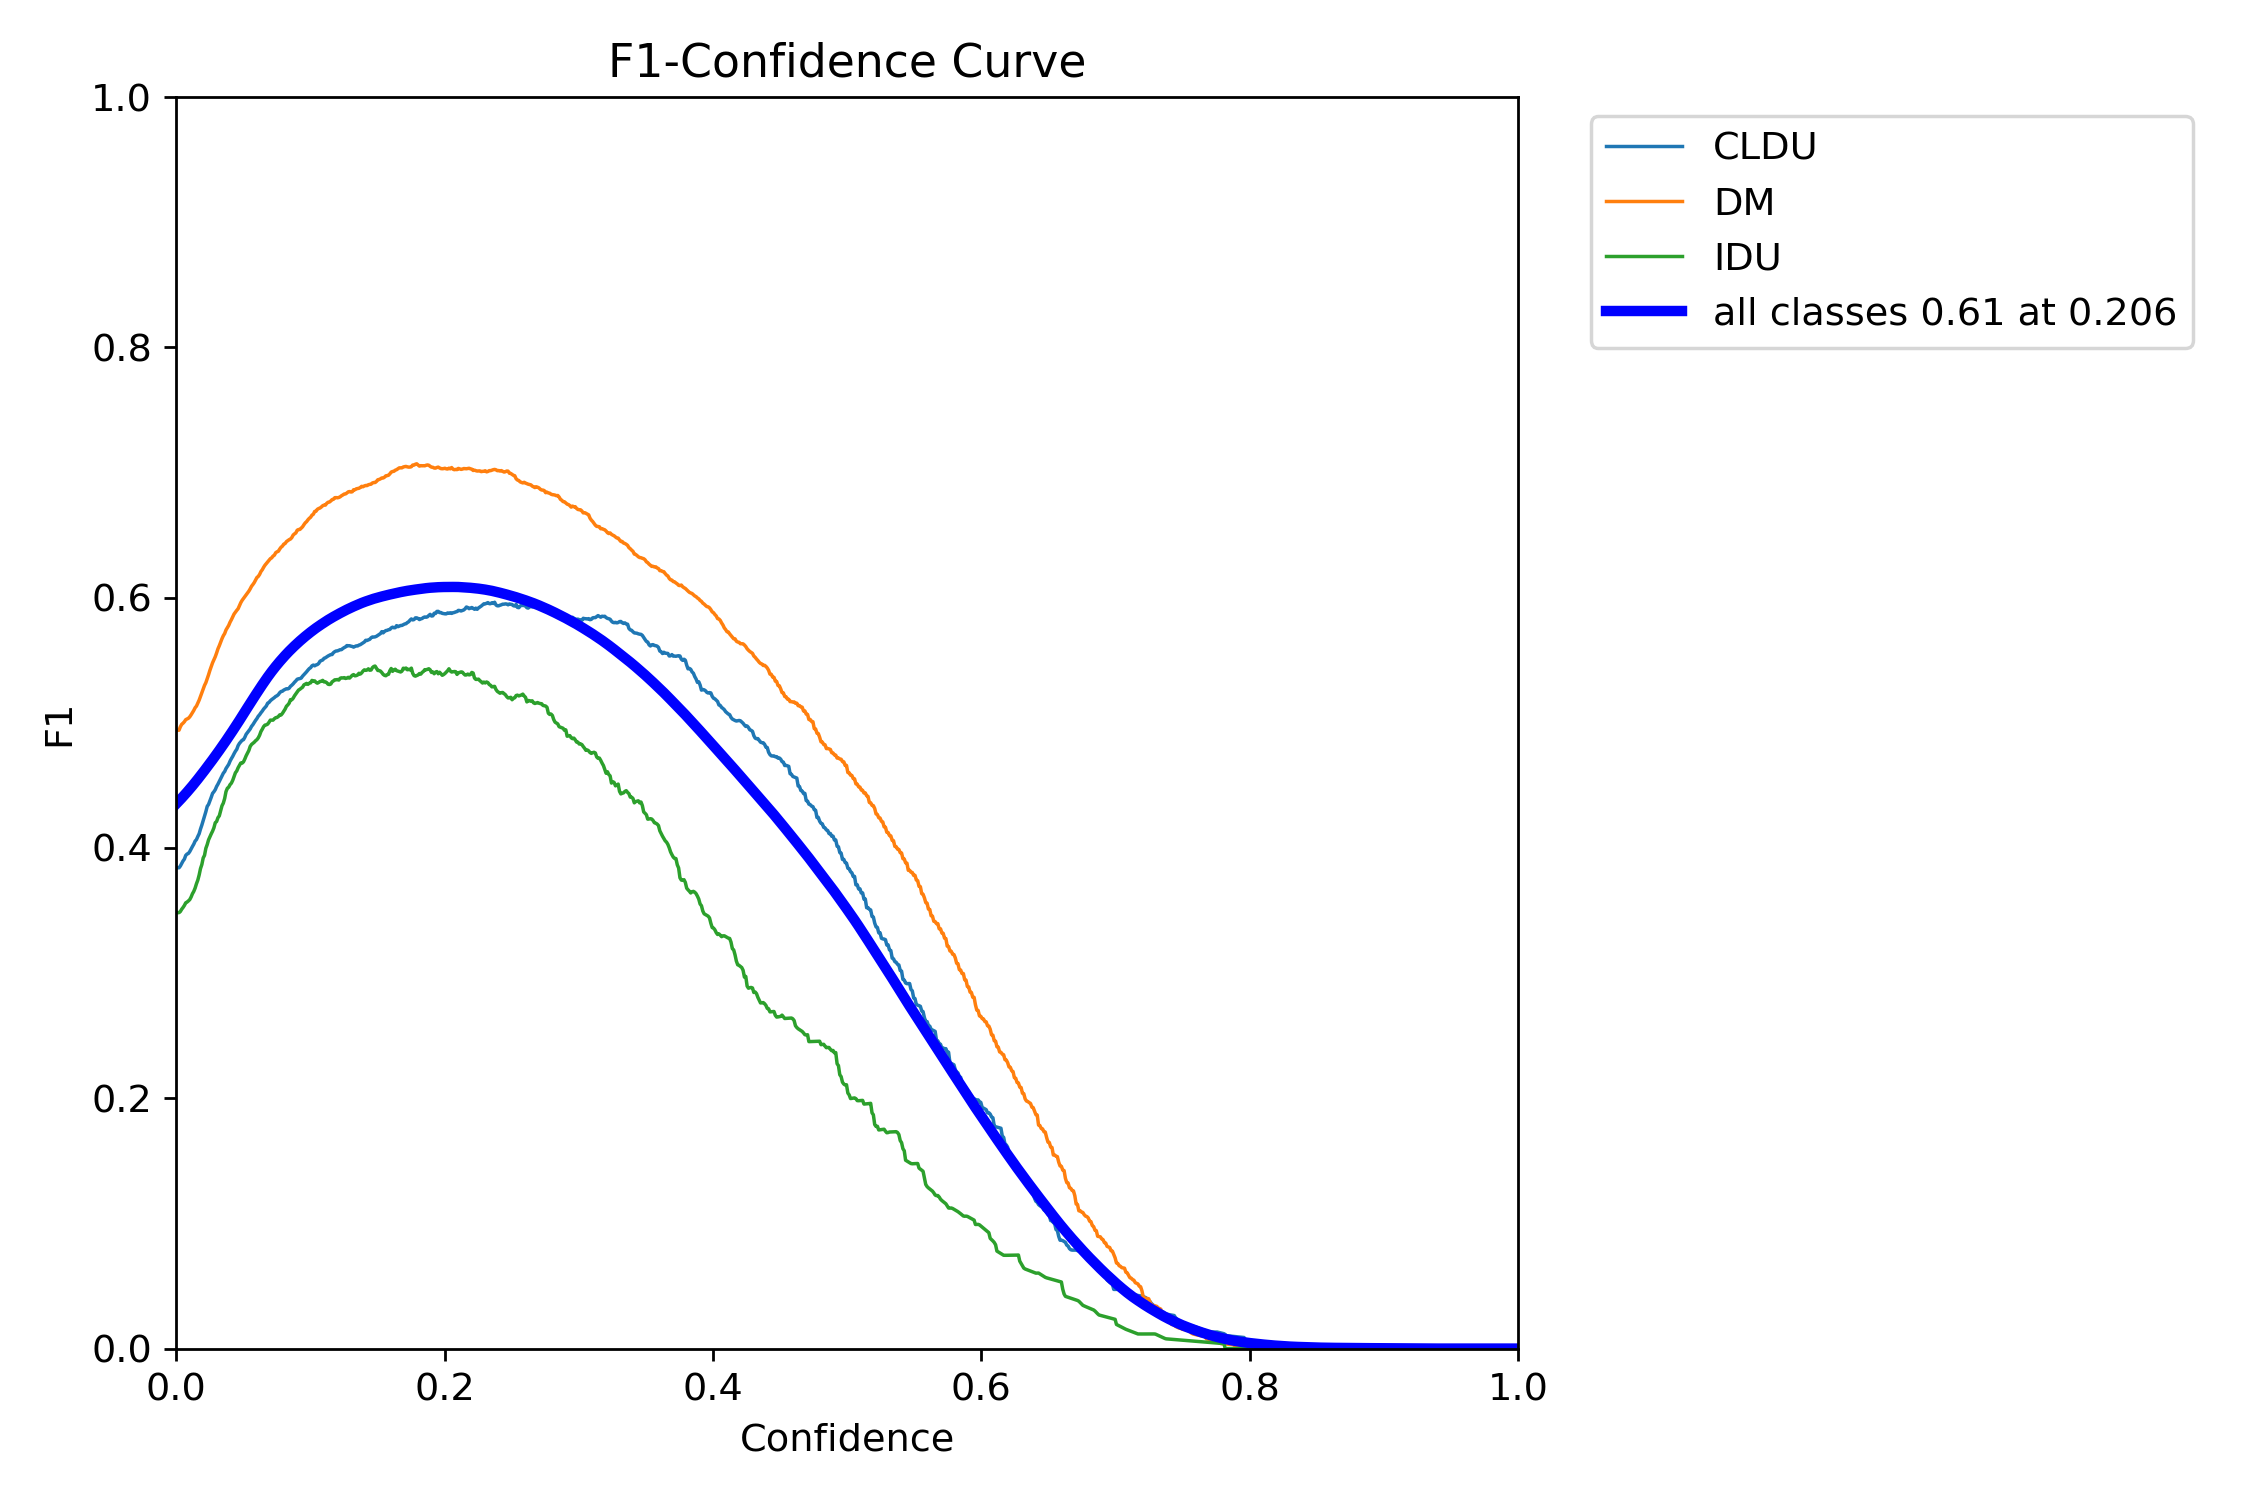 F1-Confidence Curve
1.0
0.8
0.6
0.4
0.2
0.0
F1
0.0 0.2 0.4 0.6 0.8 1.0
Confidence
CLDU
DM
IDU
all classes 0.61 at 0.206